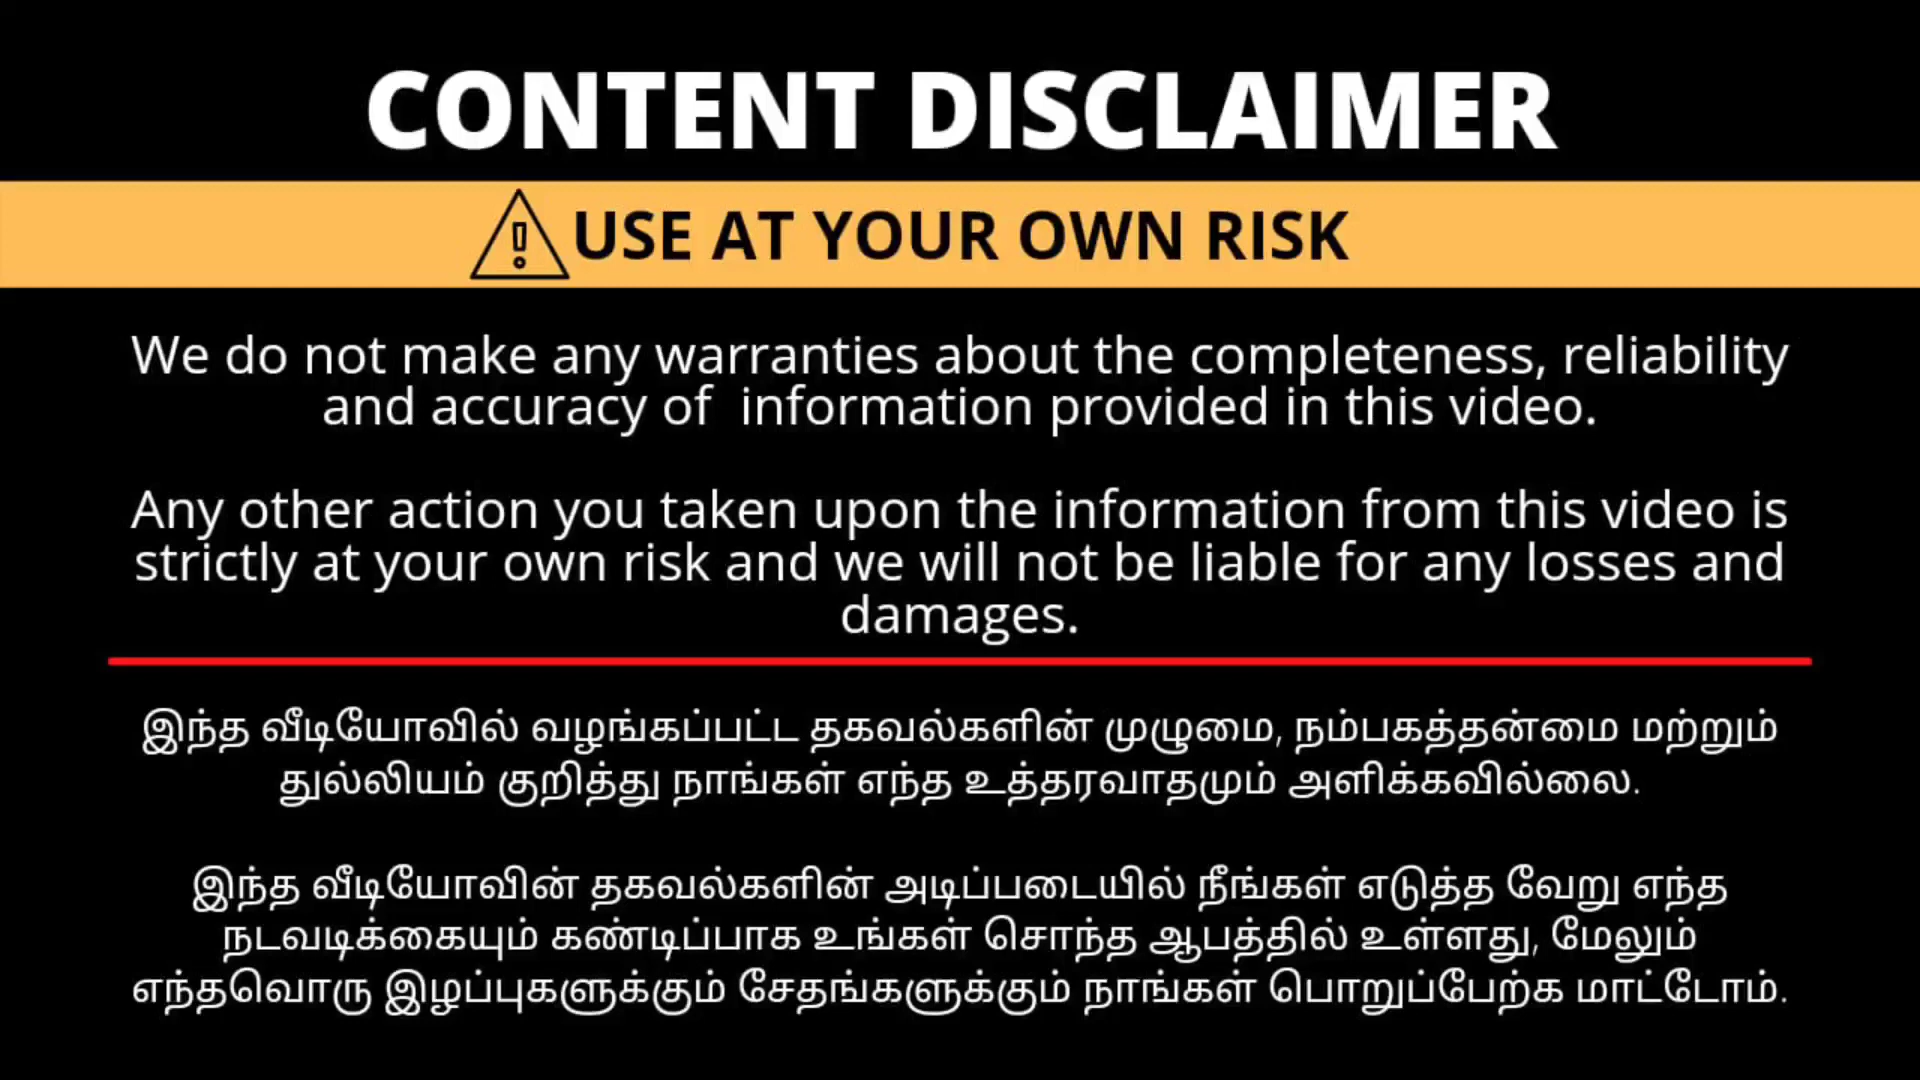 CONTENT DISCLAIMER
USE AT YOUR OWN RISK
We do not make any warranties about the completeness, reliability
and accuracy of information provided in this video.
Any other action you taken upon the information from this video is
strictly at your own risk and we will not be liable for any losses and
damages.
இந்த வீடியோவில் வழங்கப்பட்ட தகவல்களின் முழுமை, நம்பகத்தன்மை மற்றும்
துல்லியம் குறித்து நாங்கள் எந்த உத்தரவாதமும் அளிக்கவில்லை.
இந்த வீடியோவின் தகவல்களின் அடிப்படையில் நீங்கள் எடுத்த வேறு எந்த
நடவடிக்கையும் கண்டிப்பாக உங்கள் சொந்த ஆபத்தில் உள்ளது, மேலும்
எந்தவொரு இழப்புகளுக்கும் சேதங்களுக்கும் நாங்கள் பொறுப்பேற்க மாட்டோம்.